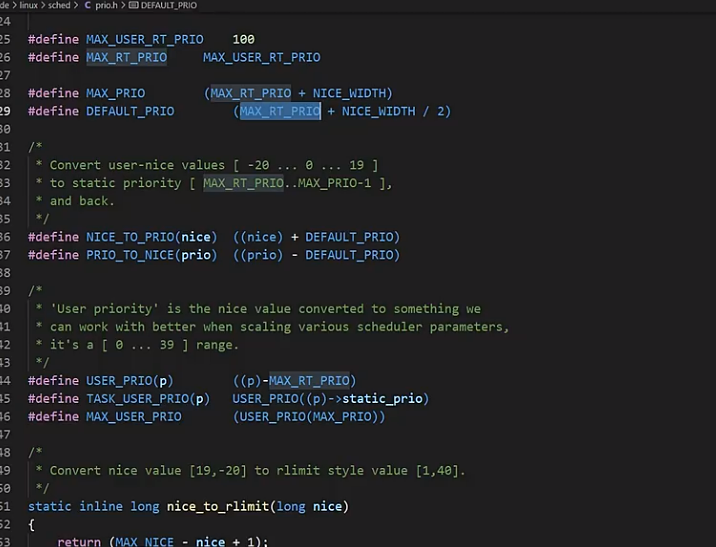 de > linux > sched > C prio.h > DEFAULT_PRIO
24
25 #define MAX_USER_RT_PRIO 100
26 #define MAX_RT_PRIO MAX_USER_RT_PRIO
27
28 #define MAX_PRIO (MAX_RT_PRIO + NICE_WIDTH)
29 #define DEFAULT_PRIO (MAX_RT_PRIO + NICE_WIDTH / 2)
30
31 /*
32 * Convert user-nice values [ -20 ... 0 ... 19 ]
33 * to static priority [ MAX_RT_PRIO..MAX_PRIO-1 ],
34 * and back.
35 */
36 #define NICE_TO_PRIO(nice) ((nice) + DEFAULT_PRIO)
37 #define PRIO_TO_NICE(prio) ((prio) - DEFAULT_PRIO)
38
39 /*
40 * 'User priority' is the nice value converted to something we
41 * can work with better when scaling various scheduler parameters,
42 * it's a [ 0 ... 39 ] range.
43 */
44 #define USER_PRIO(p) ((p)-MAX_RT_PRIO)
45 #define TASK_USER_PRIO(p) USER_PRIO((p)->static_prio)
46 #define MAX_USER_PRIO (USER_PRIO(MAX_PRIO))
47
48 /*
49 * Convert nice value [19,-20] to rlimit style value [1,40].
50 */
51 static inline long nice_to_rlimit(long nice)
52 {
53 return (MAX_NICE - nice + 1);